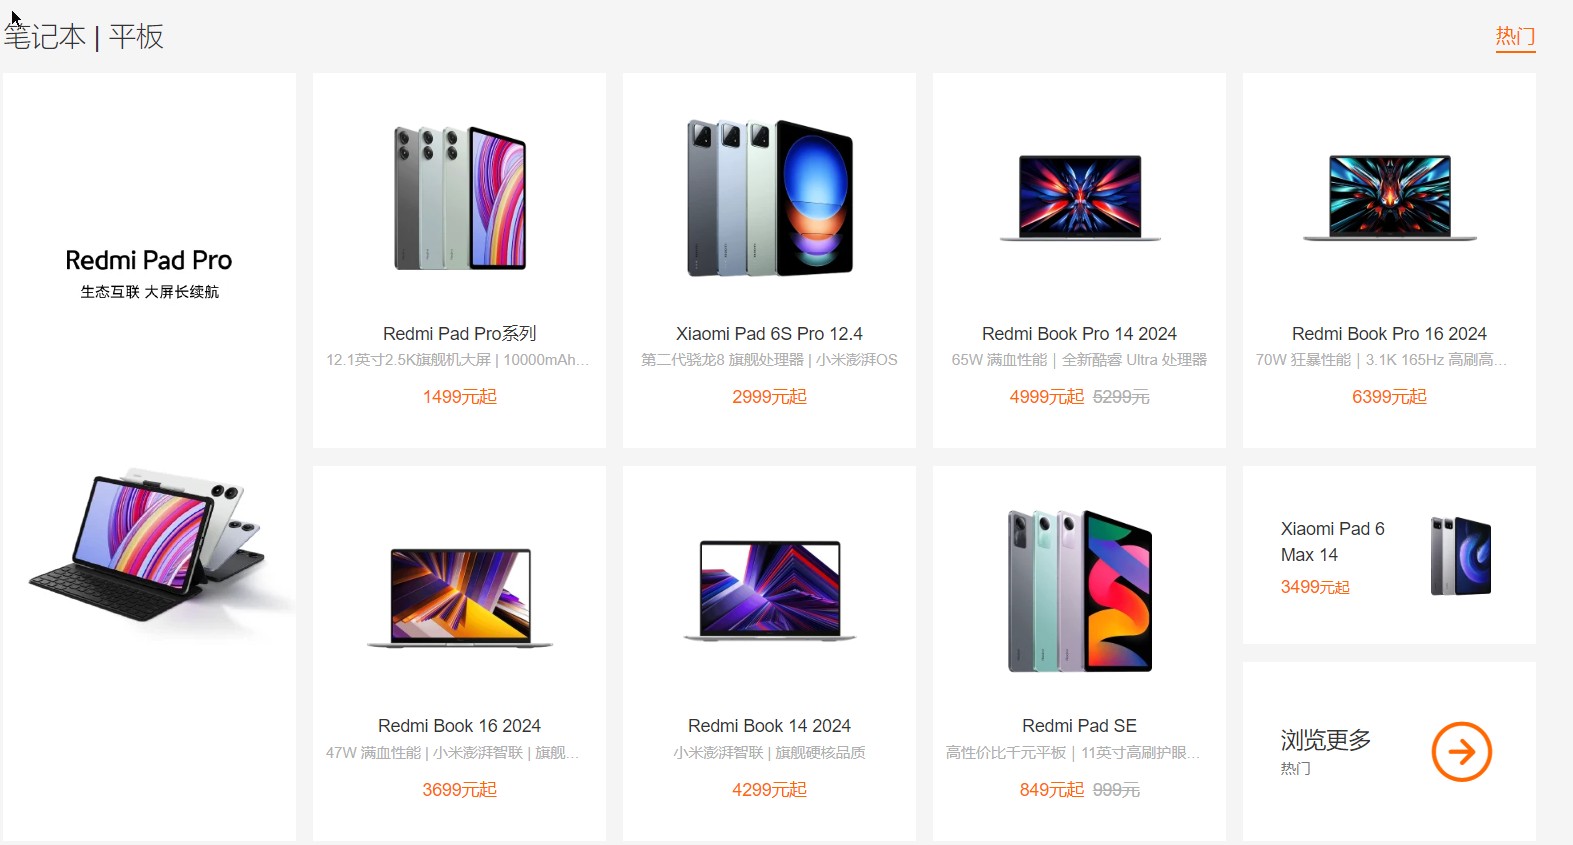 笔记本 | 平板
热门
Redmi Pad Pro
生态互联 大屏长续航
Redmi Pad Pro系列
12.1英寸2.5K旗舰机大屏 | 10000mAh...
1499元起
Xiaomi Pad 6S Pro 12.4
第二代骁龙8 旗舰处理器 | 小米澎湃OS
2999元起
Redmi Book Pro 14 2024
65W 满血性能 | 全新酷睿 Ultra 处理器
4999元起 5299元
Redmi Book Pro 16 2024
70W 狂暴性能 | 3.1K 165Hz 高刷高...
6399元起
Redmi Book 16 2024
47W 满血性能 | 小米澎湃智联 | 旗舰...
3699元起
Redmi Book 14 2024
小米澎湃智联 | 旗舰硬核品质
4299元起
Redmi Pad SE
高性价比千元平板 | 11英寸高刷护眼...
849元起 999元
Xiaomi Pad 6
Max 14
3499元起
浏览更多
热门